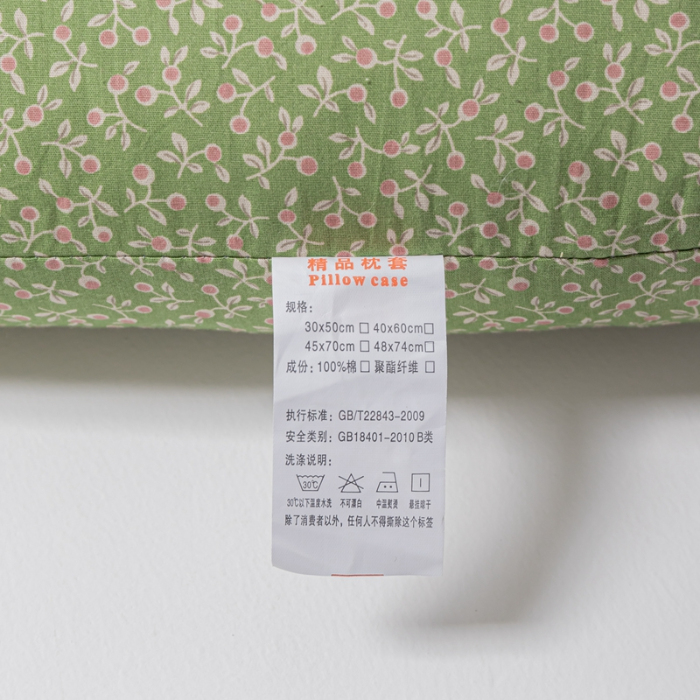 精品枕套
Pillow case
规格：
30x50cm □ 40x60cm□
45x70cm □ 48x74cm□
成份：100%棉 □ 聚酯纤维 □
执行标准：GB/T22843-2009
安全类别：GB18401-2010 B类
洗涤说明：
30℃
30℃以下温度水洗 不可漂白 中温熨烫 悬挂晾干
除了消费者以外，任何人不得撕除这个标签